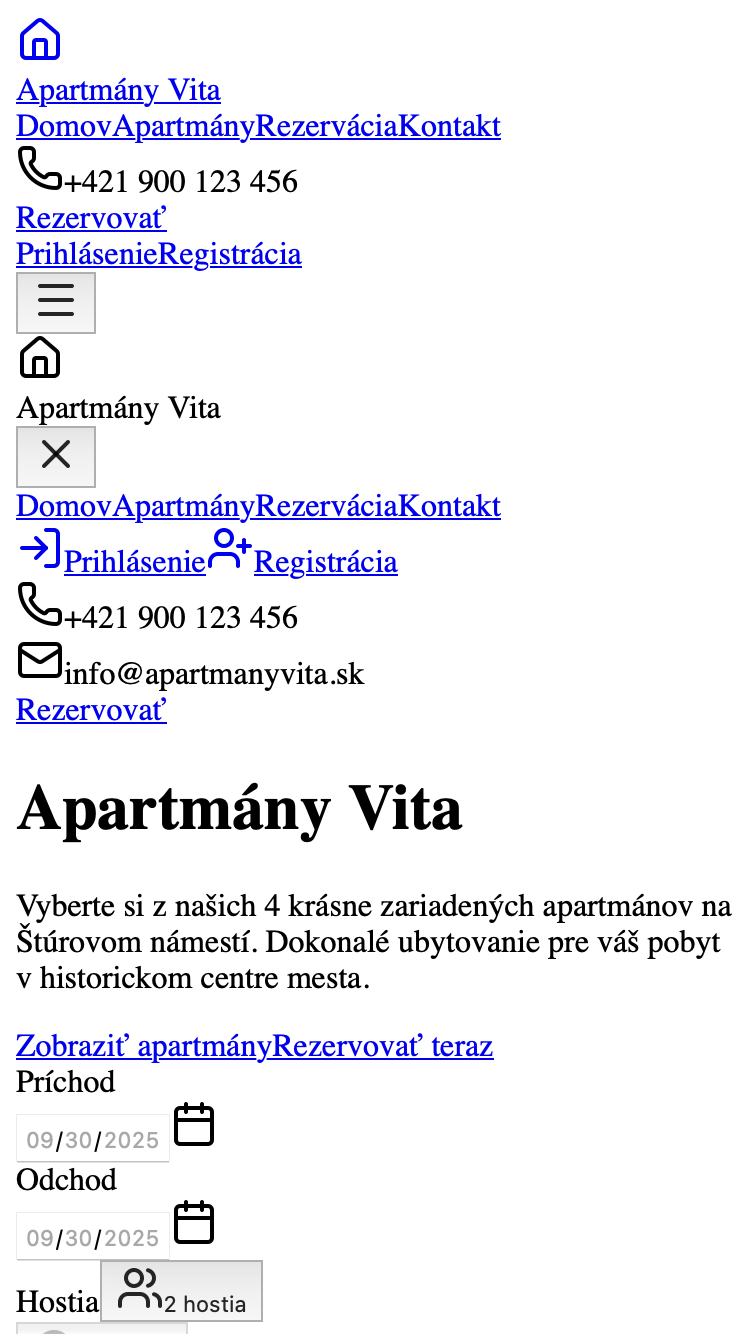 Apartmány Vita
DomovApartmányRezerváciaKontakt
+421 900 123 456
Rezervovať
PrihlásenieRegistrácia
Apartmány Vita
DomovApartmányRezerváciaKontakt
Prihlásenie Registrácia
+421 900 123 456
info@apartmanyvita.sk
Rezervovať
Apartmány Vita
Vyberte si z našich 4 krásne zariadených apartmánov na
Štúrovom námestí. Dokonalé ubytovanie pre váš pobyt
v historickom centre mesta.
Zobraziť apartmányRezervovať teraz
Príchod
09/30/2025
Odchod
09/30/2025
Hostia 2 hostia